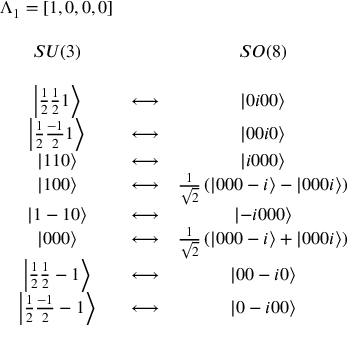 Λ₁ = [1, 0, 0, 0]
SU(3) SO(8)
|½ ½ 1⟩ ⟷ |0i00⟩
|½ -1/2 1⟩ ⟷ |00i0⟩
|110⟩ ⟷ |i000⟩
|100⟩ ⟷ 1/√2 (|000 − i⟩ − |000i⟩)
|1 − 10⟩ ⟷ |−i000⟩
|000⟩ ⟷ 1/√2 (|000 − i⟩ + |000i⟩)
|½ ½ − 1⟩ ⟷ |00 − i0⟩
|½ -1/2 − 1⟩ ⟷ |0 − i00⟩